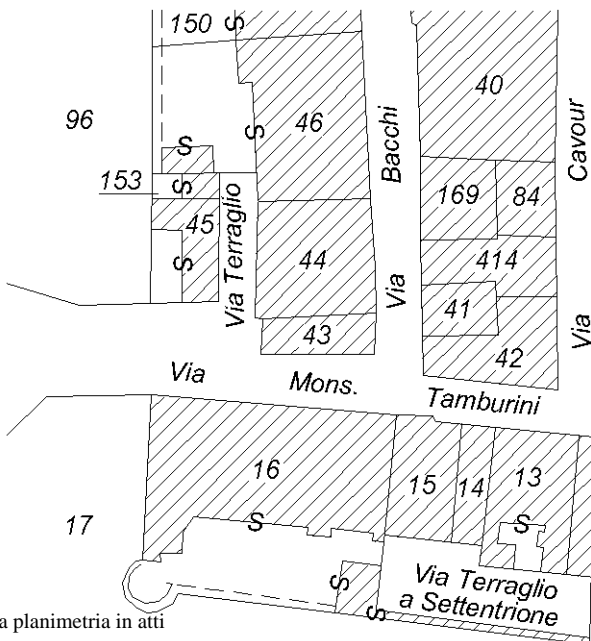 150
S
40
96
46
S
S
Bacchi
Cavour
153
S
169
84
45
Via Terraglio
44
414
S
Via
41
43
42
Via
Via Mons. Tamburini
16
15
14
13
17
S
S
S
S
Via Terraglio
a Settentrione
a planimetria in atti